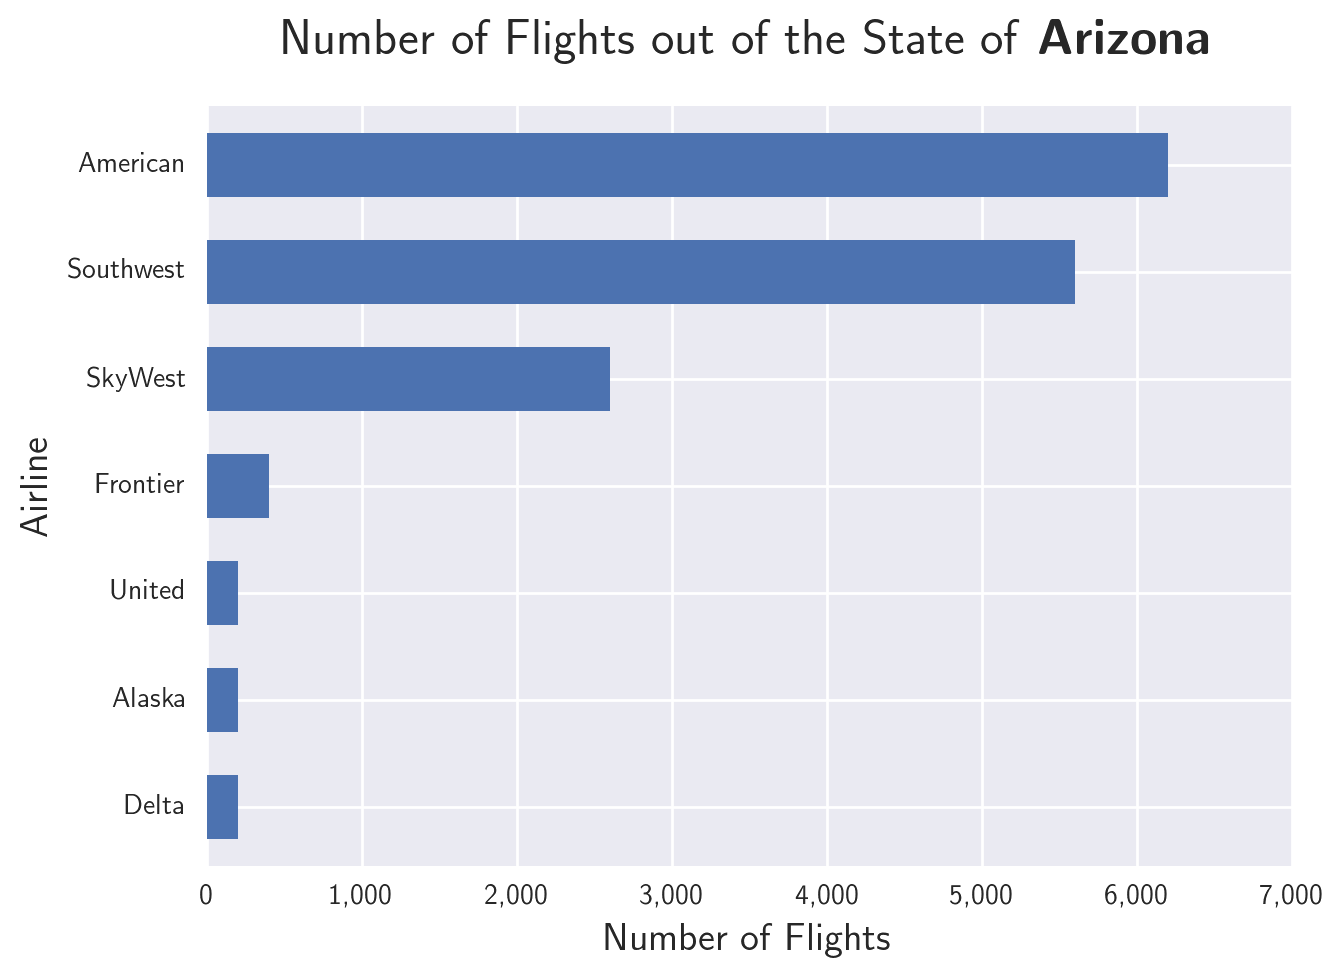 Number of Flights out of the State of Arizona
American
Southwest
SkyWest
Frontier
United
Alaska
Delta
Airline
0 1,000 2,000 3,000 4,000 5,000 6,000 7,000
Number of Flights